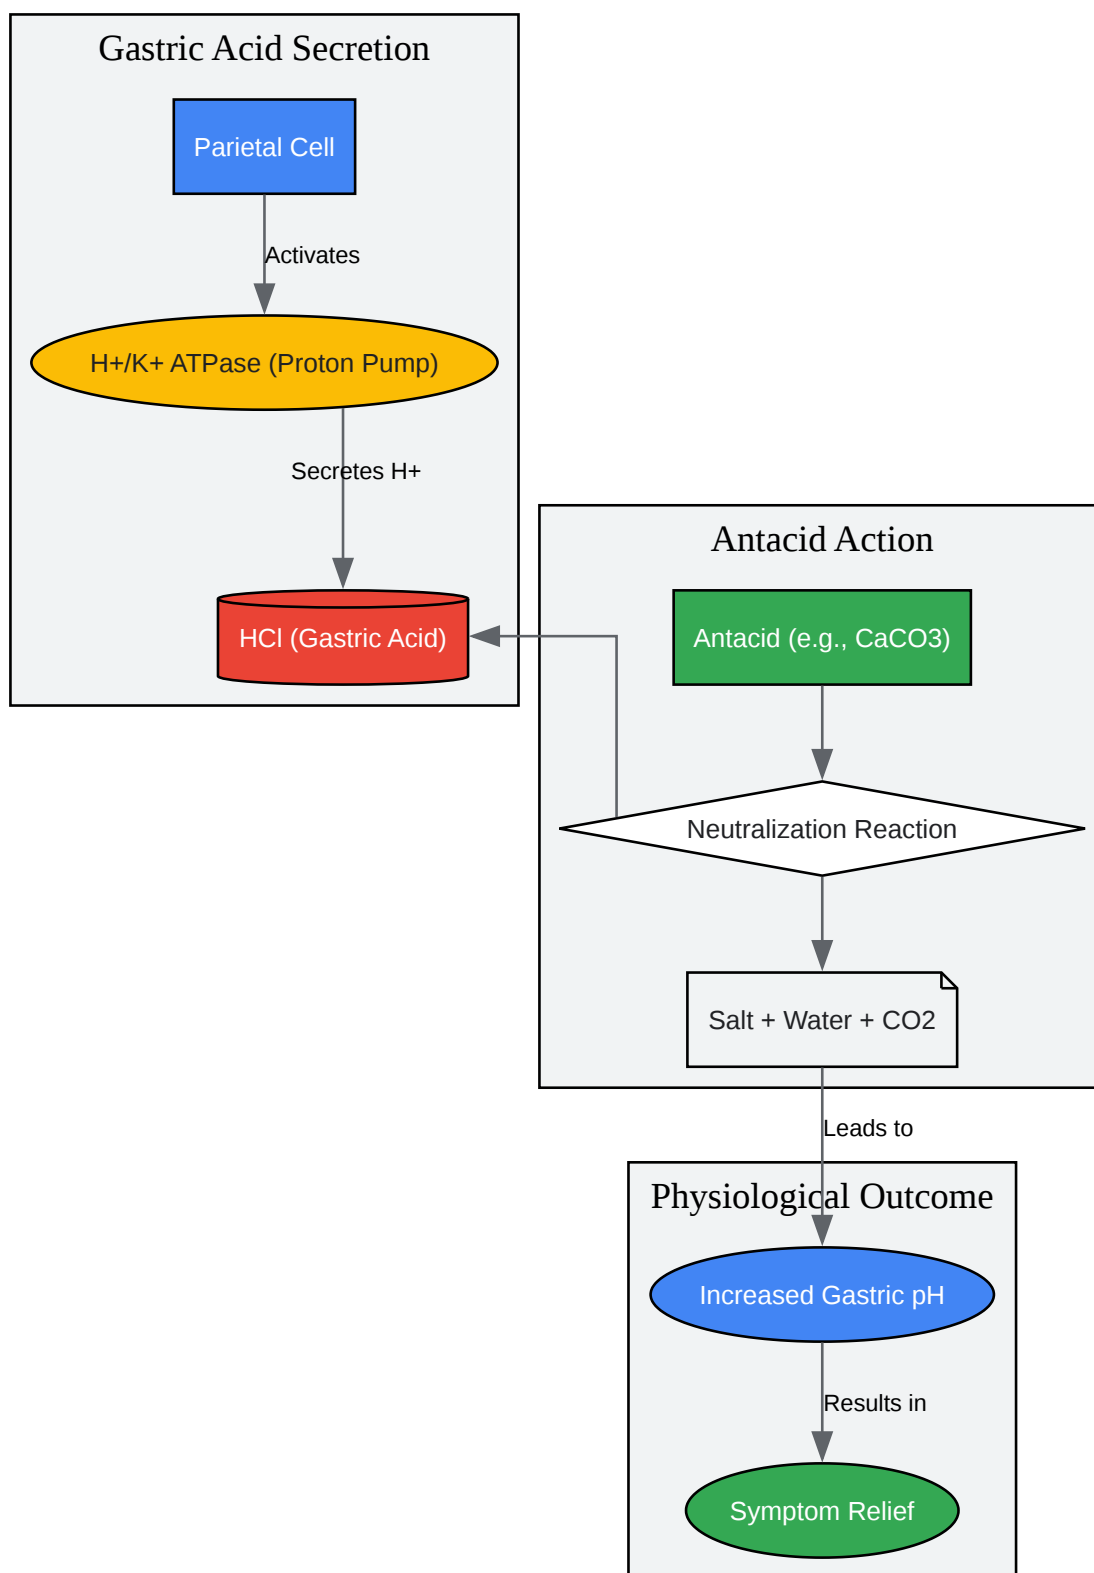 Gastric Acid Secretion
Parietal Cell
Activates
H+/K+ ATPase (Proton Pump)
Secretes H+
HCl (Gastric Acid)
Antacid Action
Antacid (e.g., CaCO3)
Neutralization Reaction
Salt + Water + CO2
Leads to
Physiological Outcome
Increased Gastric pH
Results in
Symptom Relief